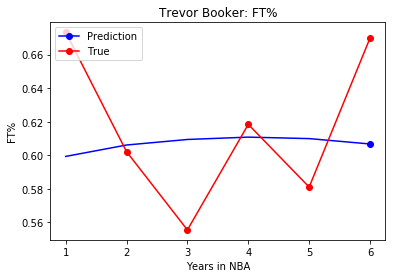 Trevor Booker: FT%
Prediction
True
0.66
0.64
0.62
0.60
0.58
0.56
FT%
1 2 3 4 5 6
Years in NBA